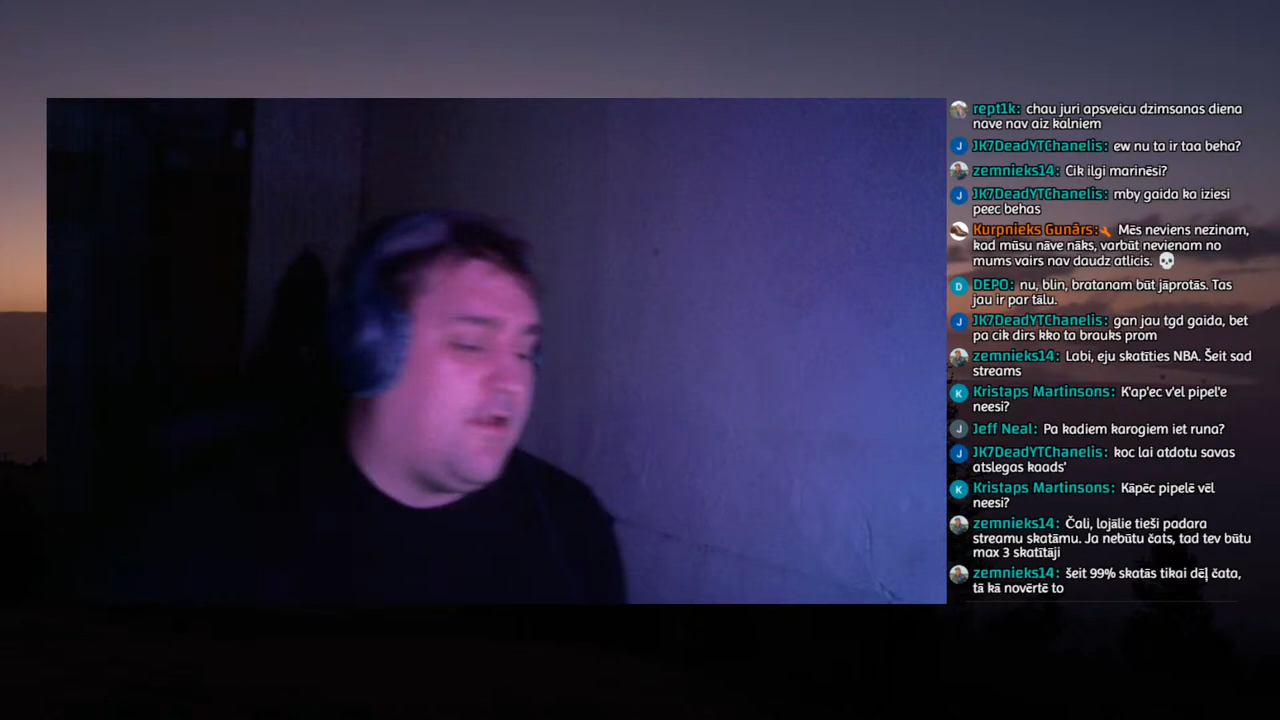 rept1k: chau juri apsveicu dzimsanas diena
nave nav aiz kalniem
J JK7DeadYTChanelis: ew nu ta ir taa beha?
zemnieks14: Cik ilgi marinēsi?
J JK7DeadYTChanelis: mby gaida ka iziesi
peec behas
Kurpnieks Gunārs: Mēs neviens nezinam,
kad mūsu nāve nāks, varbūt nevienam no
mums vairs nav daudz atlicis. 💀
D DEPO: nu, blin, bratanam būt jāprotās. Tas
jau ir par tālu.
J JK7DeadYTChanelis: gan jau tgd gaida, bet
pa cik dirs kko ta brauks prom
zemnieks14: Labi, eju skatīties NBA. Šeit sad
streams
K Kristaps Martinsons: K'ap'ec v'el pipel'e
neesi?
J Jeff Neal: Pa kadiem karogiem iet runa?
J JK7DeadYTChanelis: koc lai atdotu savas
atslegas kaads'
K Kristaps Martinsons: Kāpēc pipelē vēl
neesi?
zemnieks14: Čali, lojālie tieši padara
streamu skatāmu. Ja nebūtu čats, tad tev būtu
max 3 skatītāji
zemnieks14: šeit 99% skatās tikai dēļ čata,
tā kā novērtē to